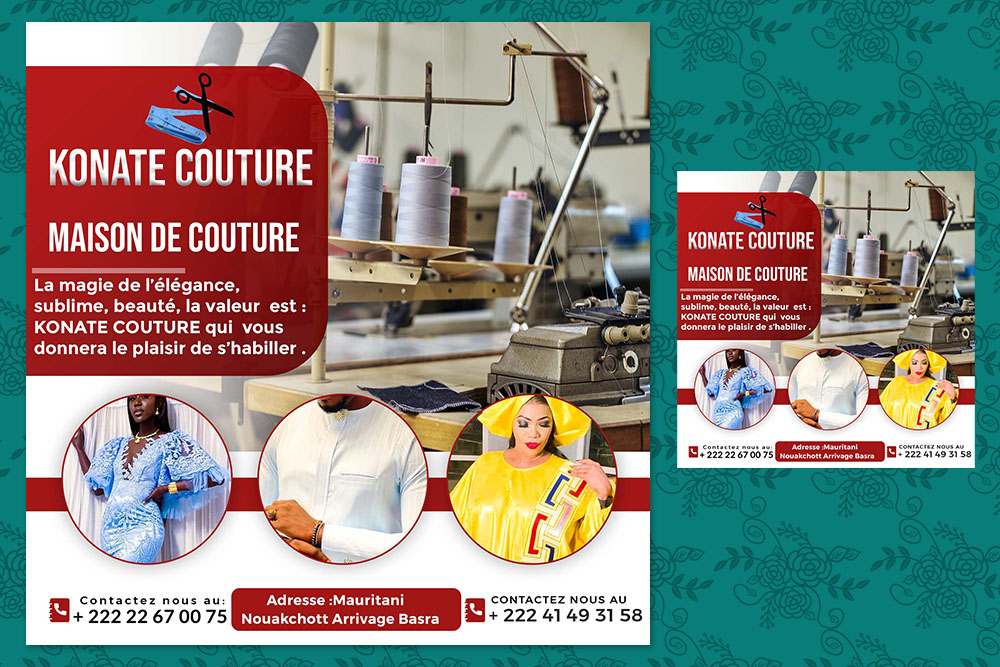 KONATE COUTURE
MAISON DE COUTURE
La magie de l’élégance,
sublime, beauté, la valeur est :
KONATE COUTURE qui vous
donnera le plaisir de s’habiller .
Contactez nous au:
+ 222 22 67 00 75
Adresse :Mauritani
Nouakchott Arrivage Basra
CONTACTEZ NOUS AU
+ 222 41 49 31 58
KONATE COUTURE
MAISON DE COUTURE
La magie de l’élégance,
sublime, beauté, la valeur est :
KONATE COUTURE qui vous
donnera le plaisir de s’habiller .
Contactez nous au:
+ 222 22 67 00 75
Adresse :Mauritani
Nouakchott Arrivage Basra
CONTACTEZ NOUS AU
+ 222 41 49 31 58